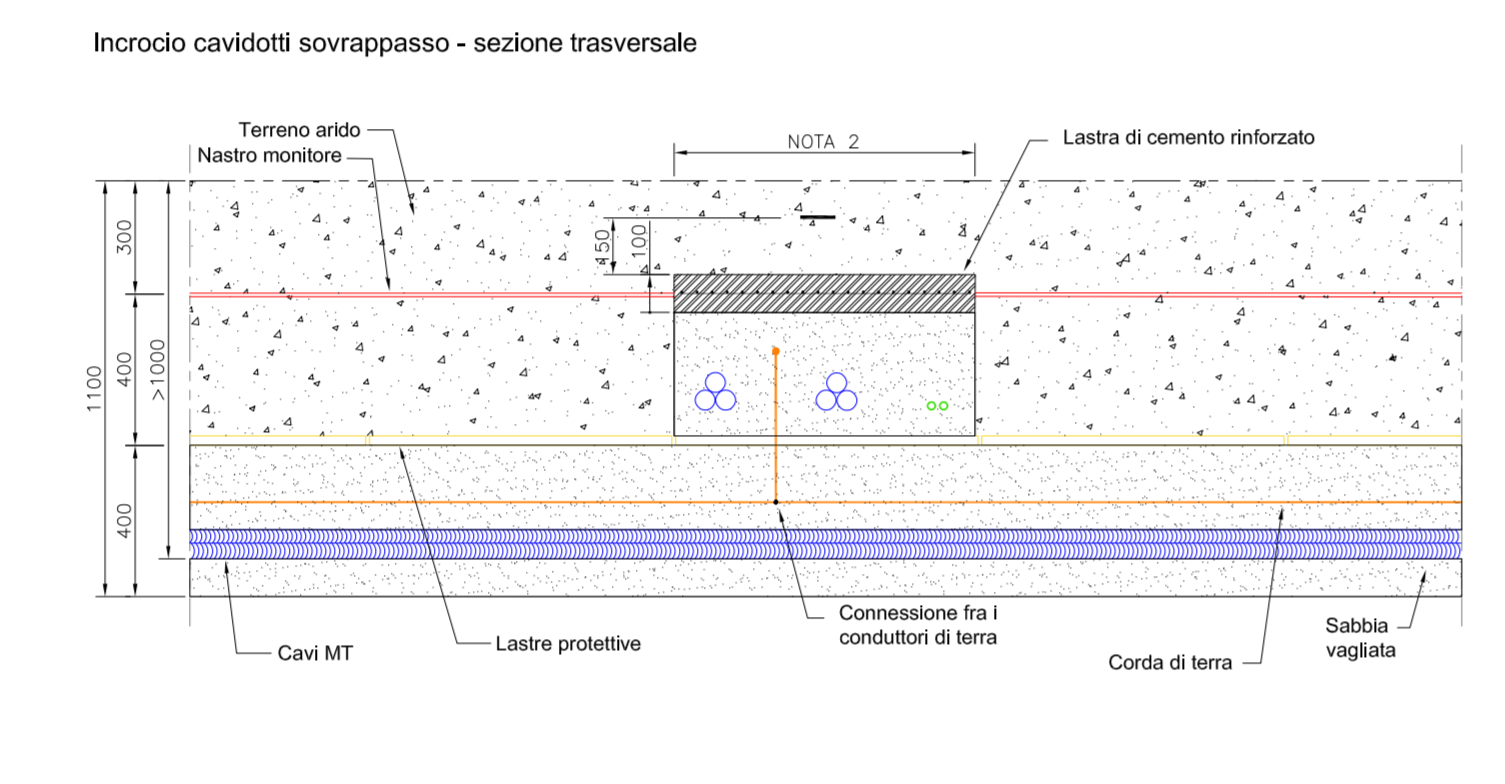 Incrocio cavidotti sovrappasso - sezione trasversale
Terreno arido
Nastro monitore
NOTA 2
Lastra di cemento rinforzato
300
400
400
1100
>1000
150
100
Connessione fra i
conduttori di terra
Lastre protettive
Cavi MT
Corda di terra
Sabbia
vagliata